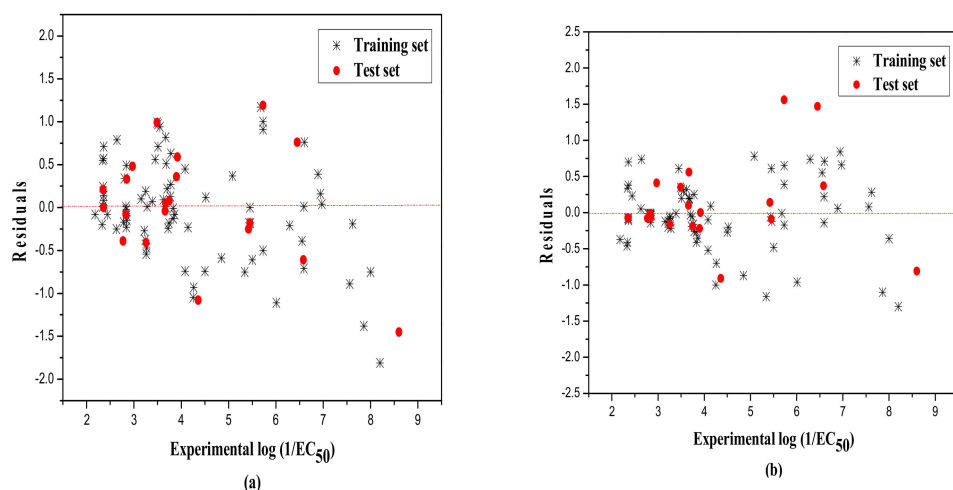 2.0
1.5
1.0
0.5
0.0
-0.5
-1.0
-1.5
-2.0
Residuals
Training set
Test set
2 3 4 5 6 7 8 9
Experimental log (1/EC50)
(a)
2.5
2.0
1.5
1.0
0.5
0.0
-0.5
-1.0
-1.5
-2.0
-2.5
Residuals
Training set
Test set
2 3 4 5 6 7 8 9
Experimental log (1/EC50)
(b)